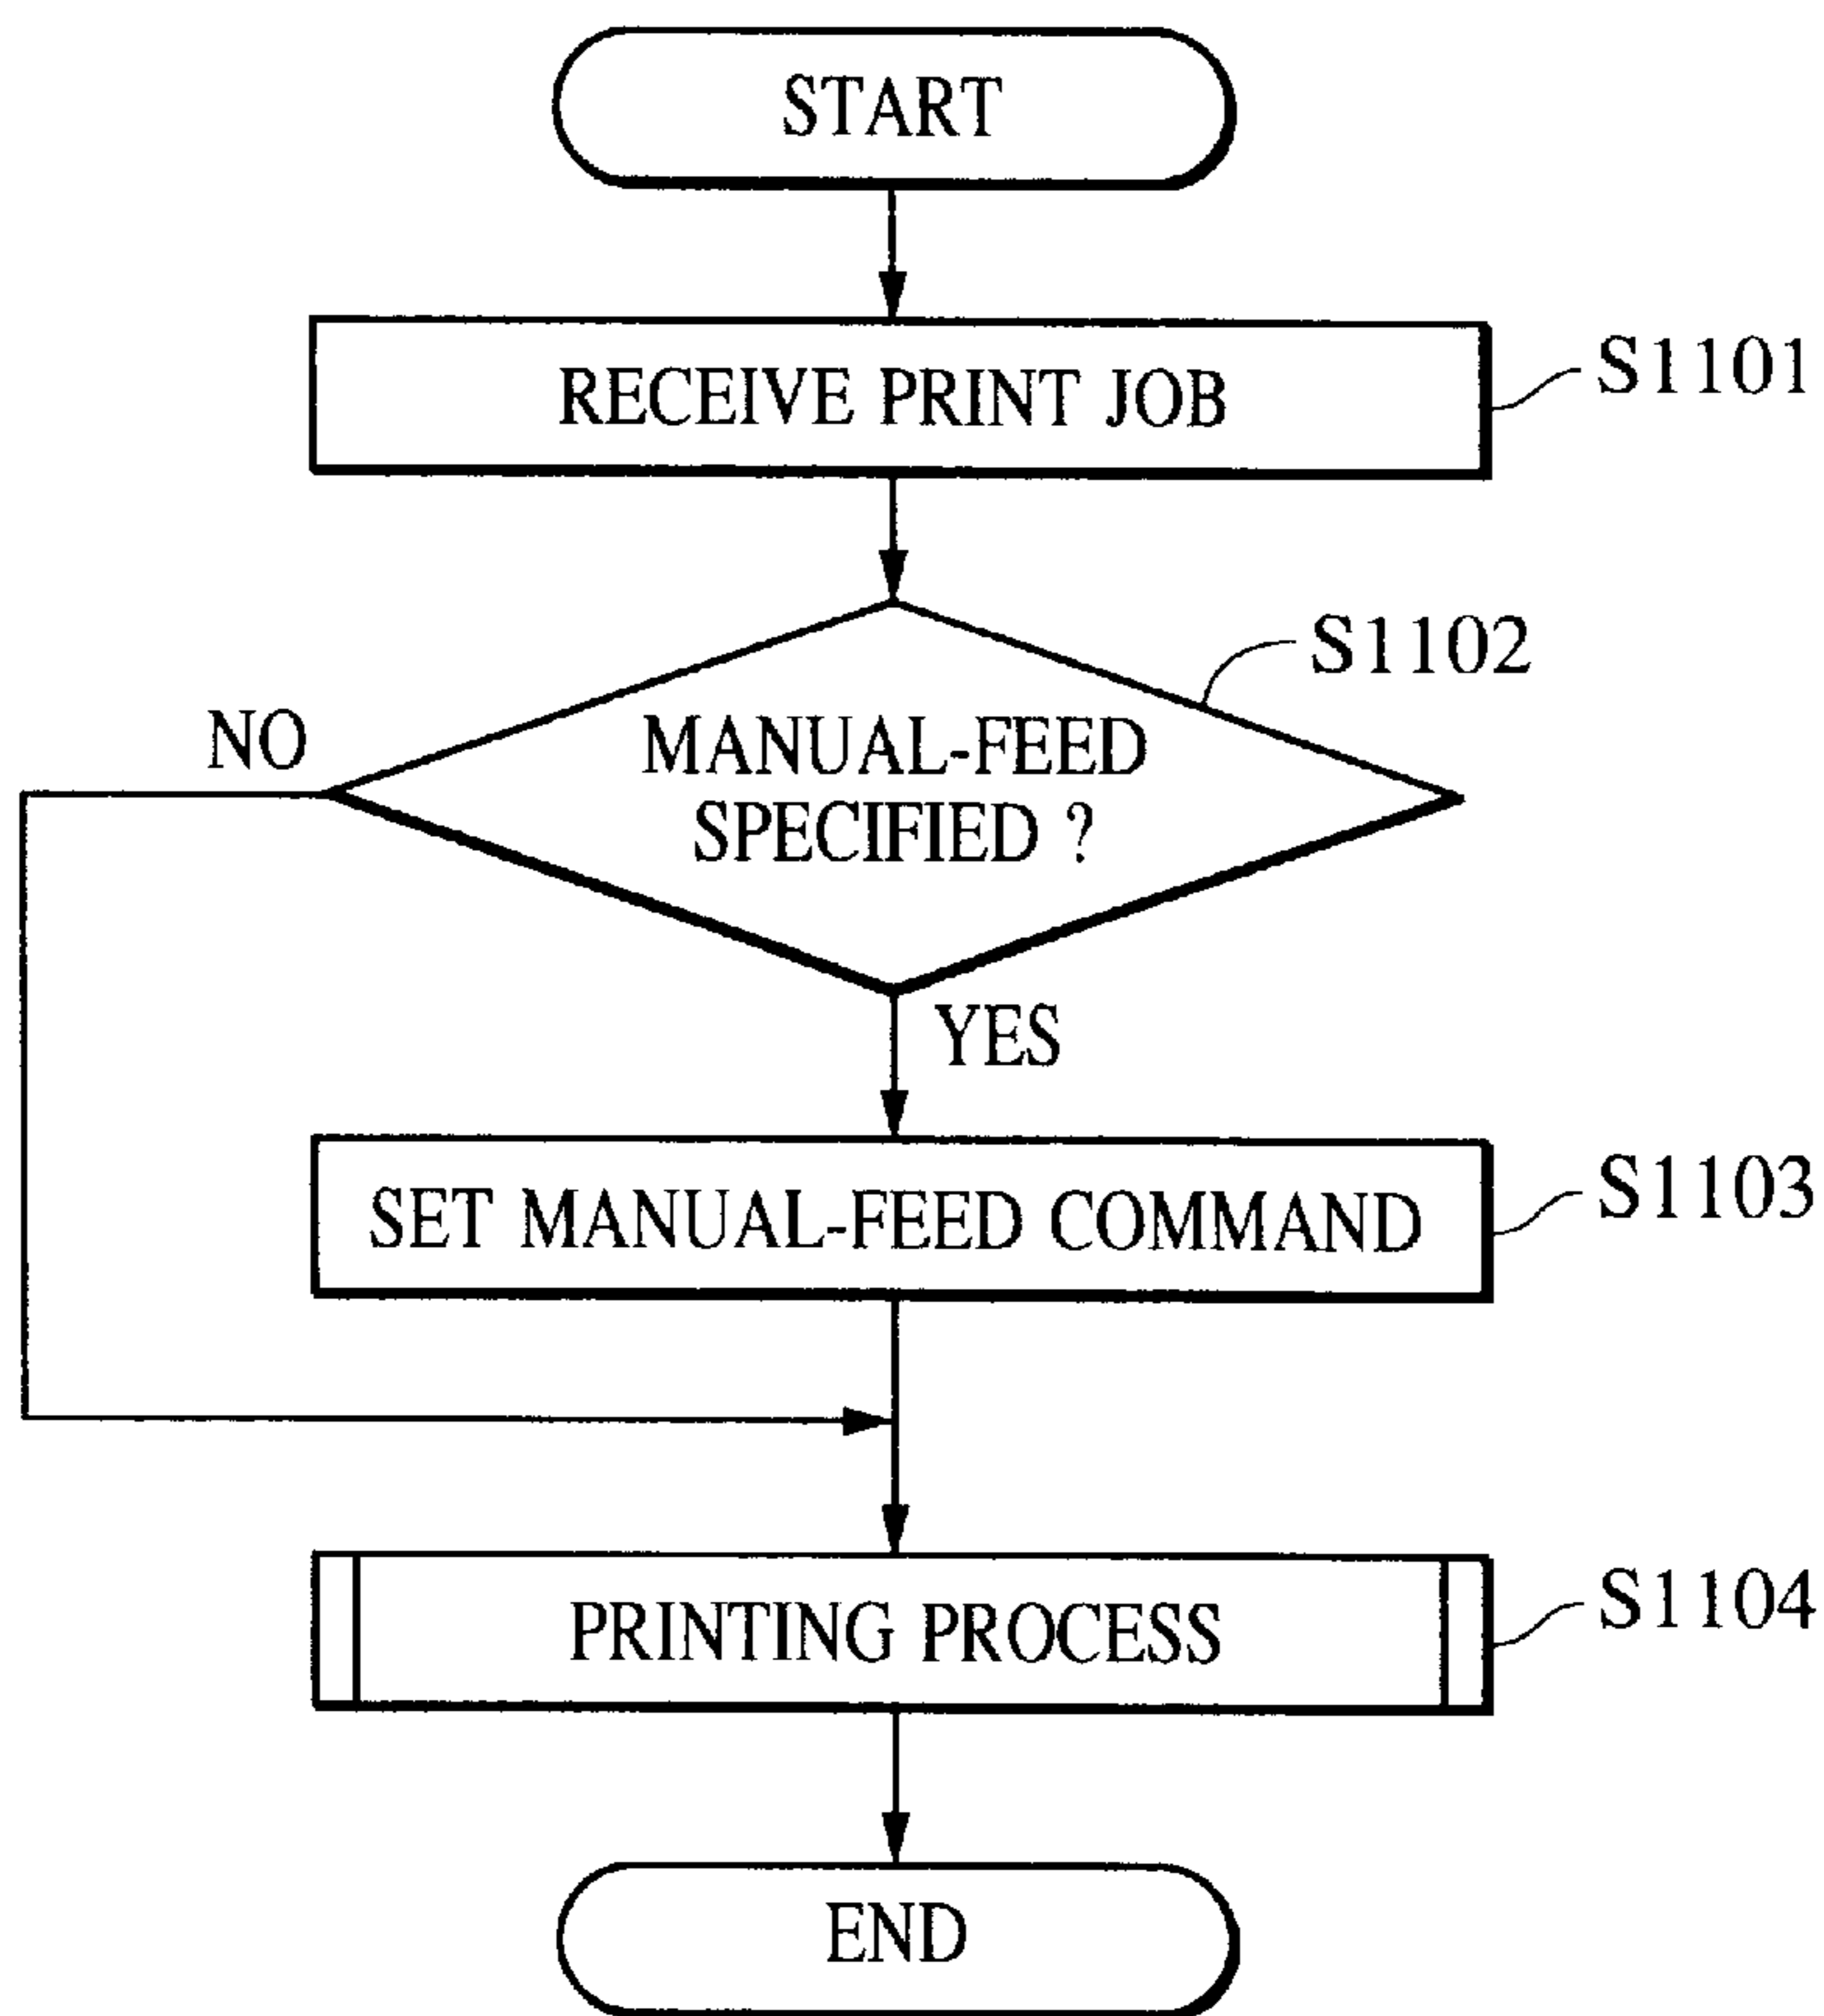 START
RECEIVE PRINT JOB
S1101
S1102
NO
MANUAL-FEED
SPECIFIED ?
YES
SET MANUAL-FEED COMMAND
S1103
PRINTING PROCESS
S1104
END